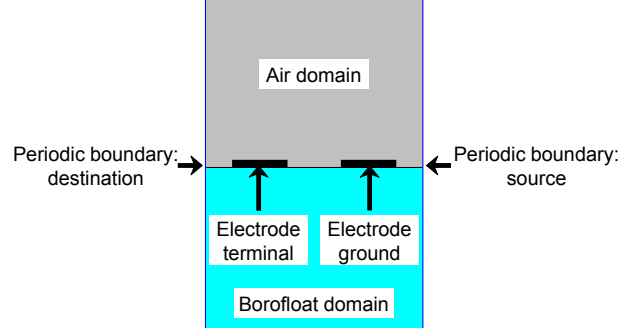 Air domain
Periodic boundary:
destination
Periodic boundary:
source
Electrode
terminal
Electrode
ground
Borofloat domain